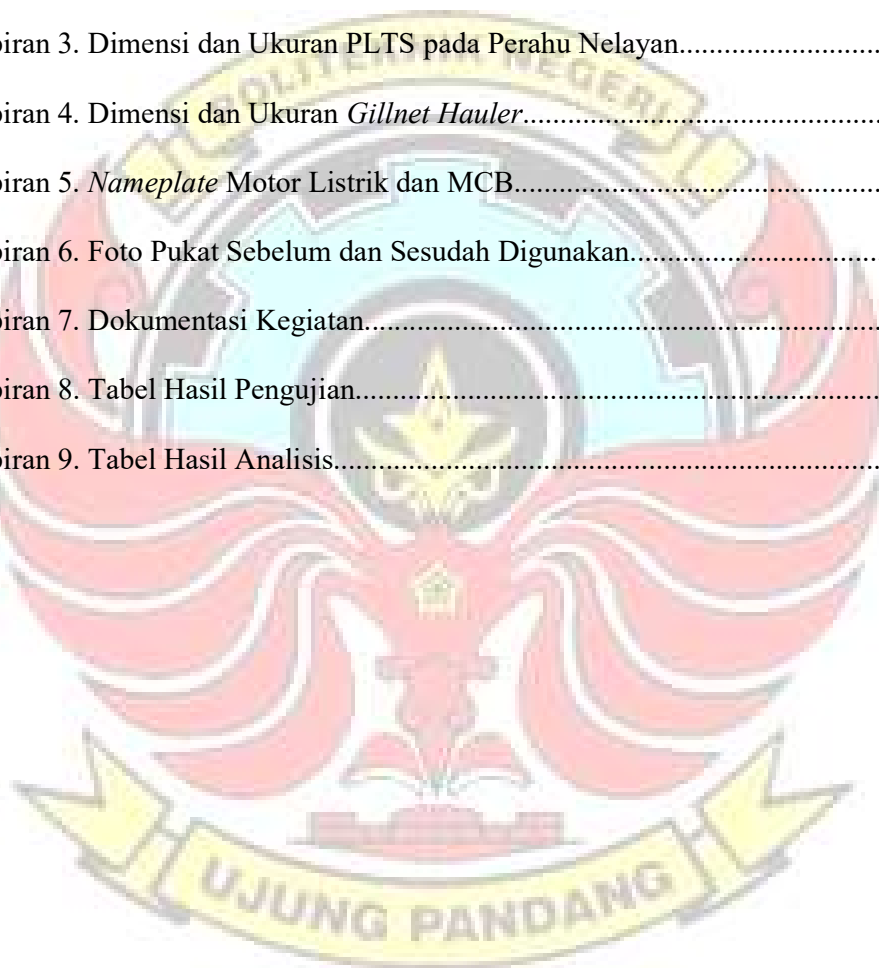 POLITEKNIK NEGERI
piran 3. Dimensi dan Ukuran PLTS pada Perahu Nelayan........................
piran 4. Dimensi dan Ukuran Gillnet Hauler............................................
piran 5. Nameplate Motor Listrik dan MCB.............................................
piran 6. Foto Pukat Sebelum dan Sesudah Digunakan..............................
piran 7. Dokumentasi Kegiatan................................................................
piran 8. Tabel Hasil Pengujian.................................................................
piran 9. Tabel Hasil Analisis....................................................................
UJUNG PANDANG